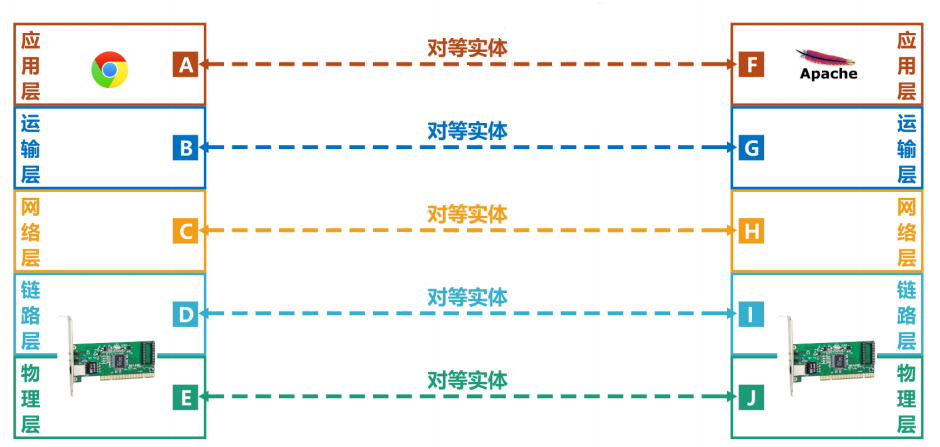 应用层 A 对等实体 F Apache 应用层
运输层 B 对等实体 G 运输层
网络层 C 对等实体 H 网络层
链路层 D 对等实体 I 链路层
物理层 E 对等实体 J 物理层